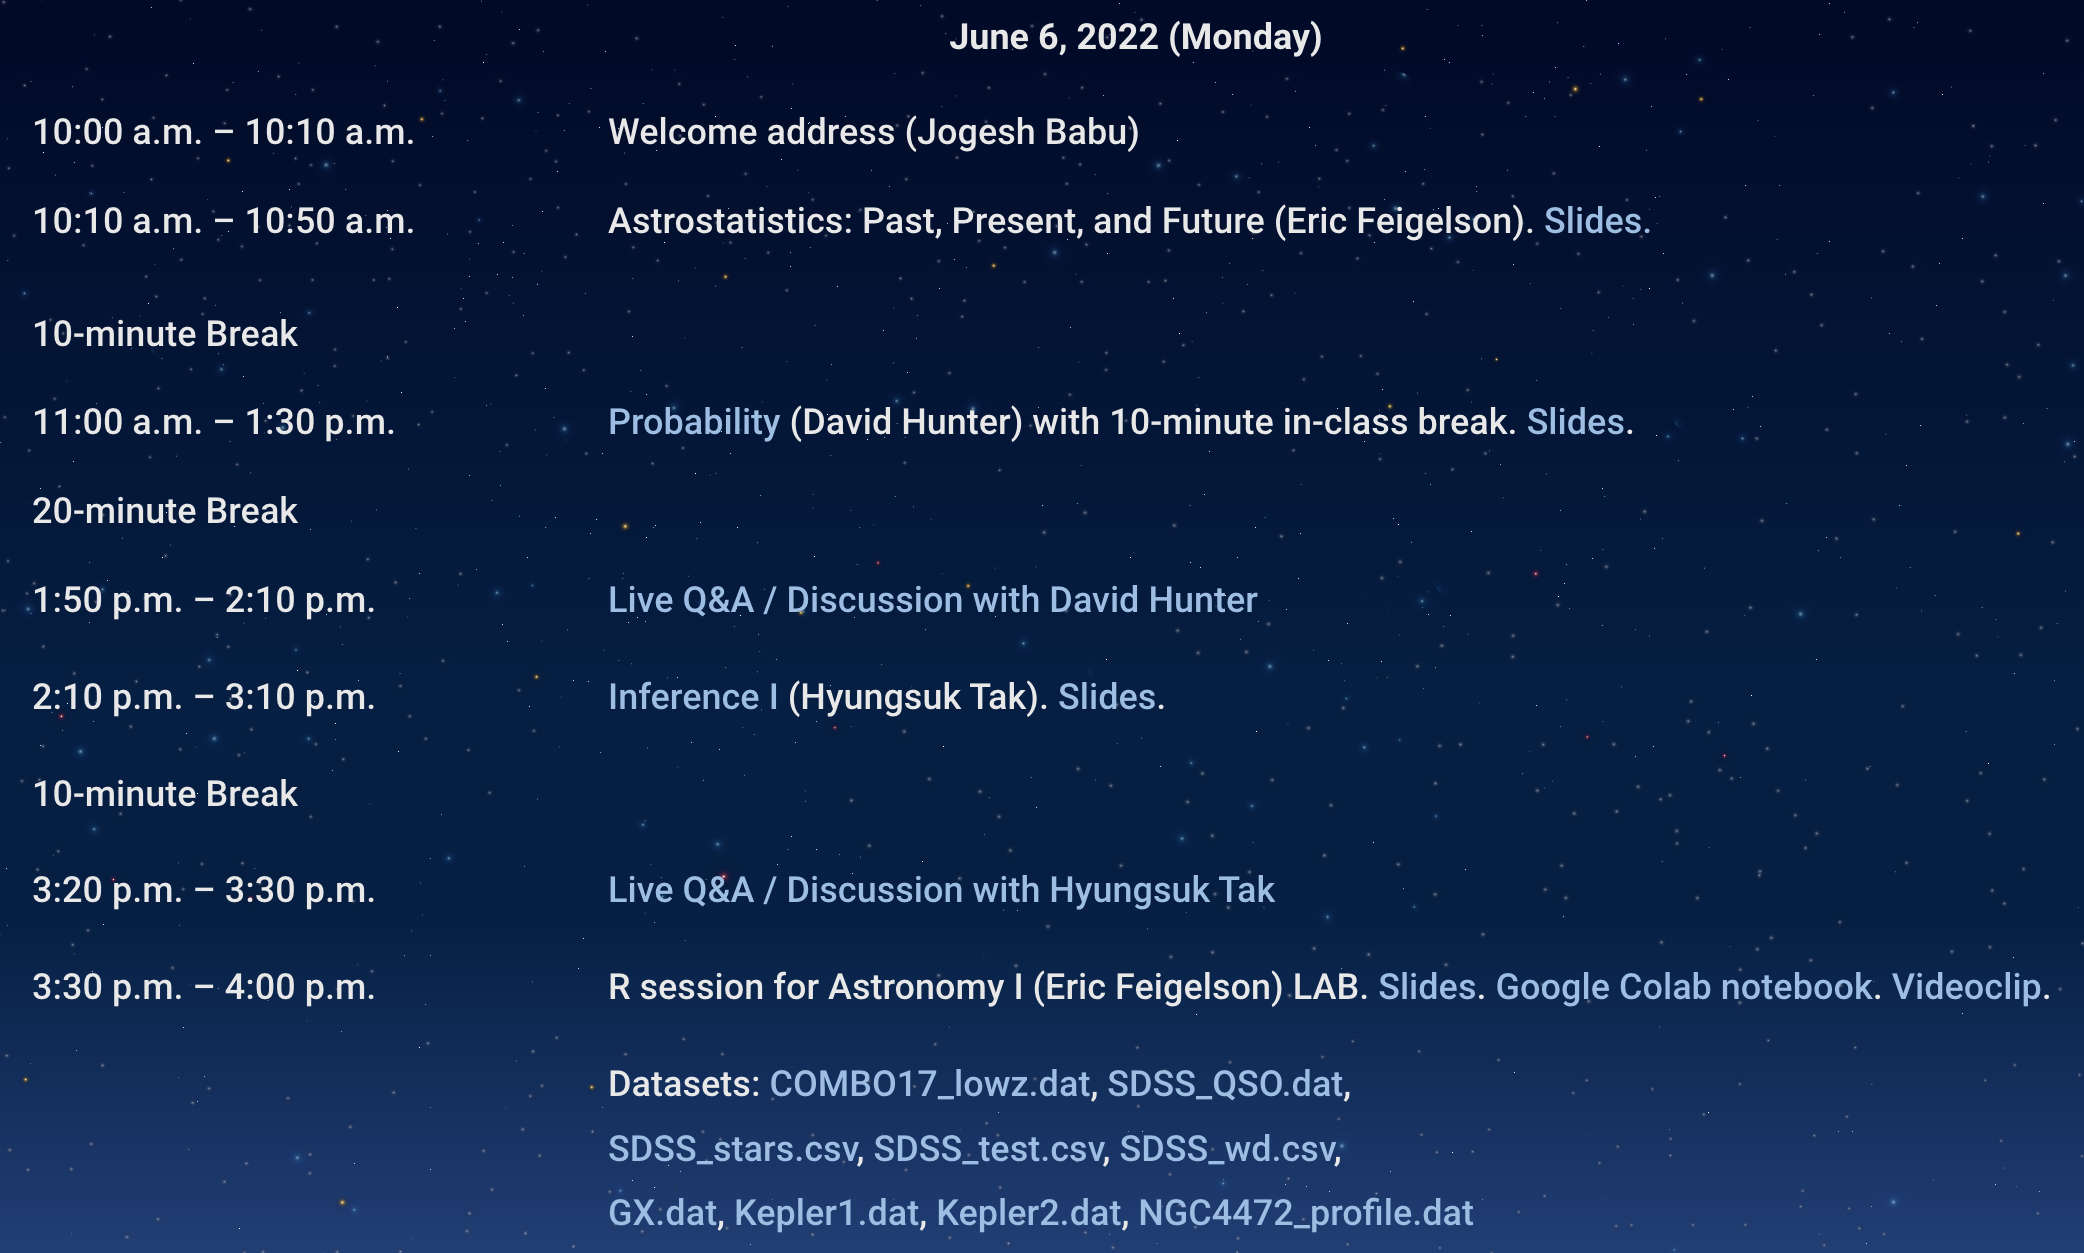 June 6, 2022 (Monday)
10:00 a.m. – 10:10 a.m. Welcome address (Jogesh Babu)
10:10 a.m. – 10:50 a.m. Astrostatistics: Past, Present, and Future (Eric Feigelson). Slides.
10-minute Break
11:00 a.m. – 1:30 p.m. Probability (David Hunter) with 10-minute in-class break. Slides.
20-minute Break
1:50 p.m. – 2:10 p.m. Live Q&A / Discussion with David Hunter
2:10 p.m. – 3:10 p.m. Inference I (Hyungsuk Tak). Slides.
10-minute Break
3:20 p.m. – 3:30 p.m. Live Q&A / Discussion with Hyungsuk Tak
3:30 p.m. – 4:00 p.m. R session for Astronomy I (Eric Feigelson) LAB. Slides. Google Colab notebook. Videoclip.
Datasets: COMBO17_lowz.dat, SDSS_QSO.dat,
SDSS_stars.csv, SDSS_test.csv, SDSS_wd.csv,
GX.dat, Kepler1.dat, Kepler2.dat, NGC4472_profile.dat